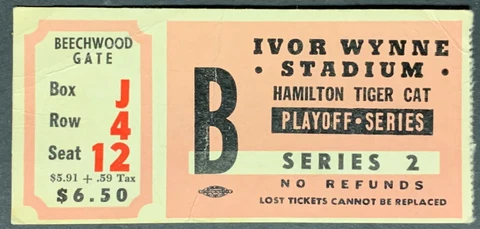 BEECHWOOD
GATE
Box J
Row 4
Seat 12
$5.91 + .59 Tax
$6.50
B
IVOR WYNNE
• STADIUM •
HAMILTON TIGER CAT
PLAYOFF • SERIES
SERIES 2
NO REFUNDS
LOST TICKETS CANNOT BE REPLACED